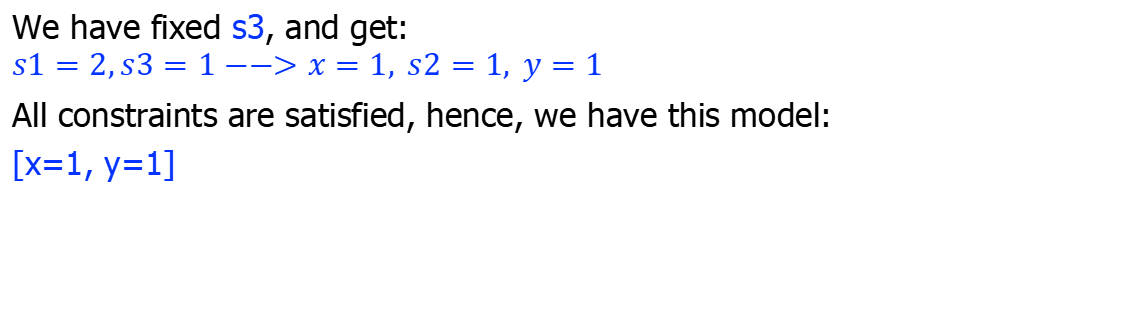 We have fixed s3, and get:
s1 = 2, s3 = 1 --> x = 1, s2 = 1, y = 1
All constraints are satisfied, hence, we have this model:
[x=1, y=1]